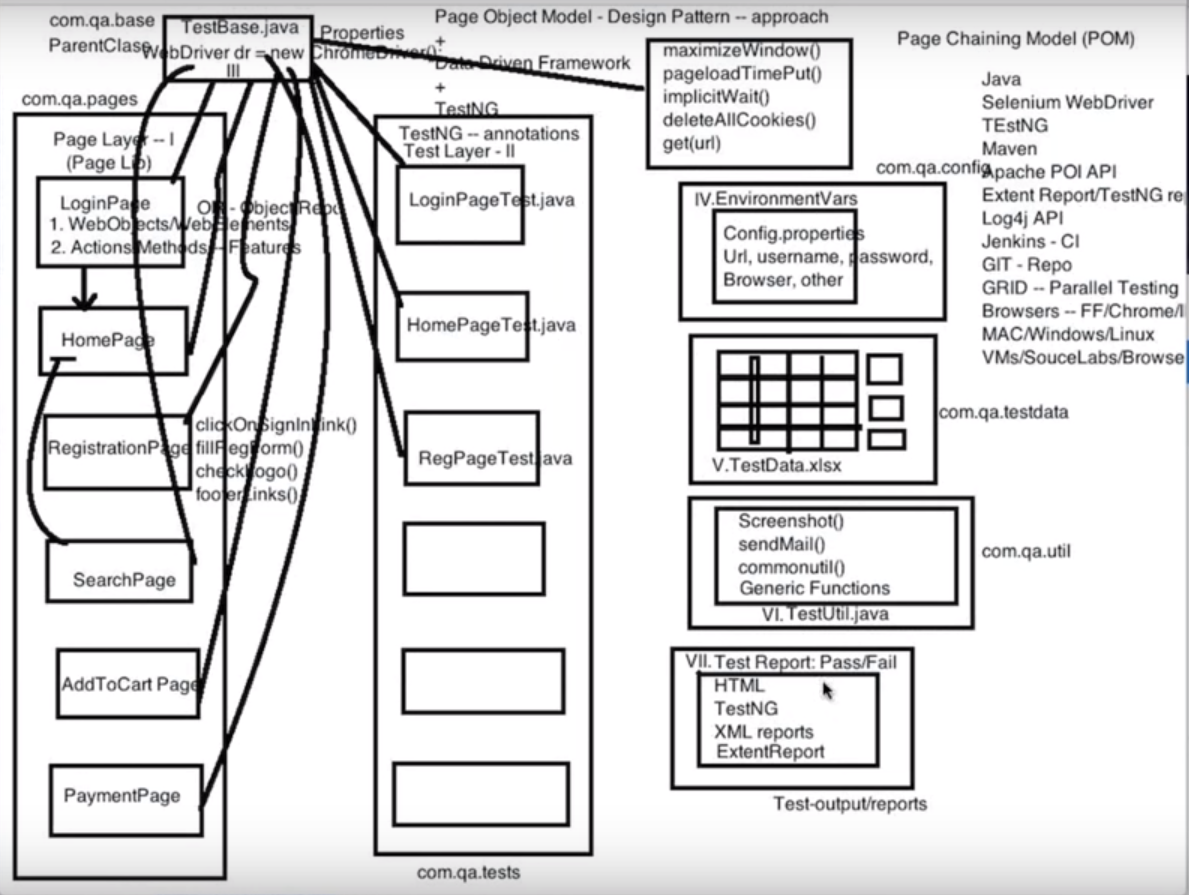 com.qa.base
ParentClass
TestBase.java
WebDriver dr = new ChromeDriver();
III
Properties
Page Object Model - Design Pattern -- approach
+
Data Driven Framework
+
TestNG
maximizeWindow()
pageloadTimePut()
implicitWait()
deleteAllCookies()
get(url)
Page Chaining Model (POM)
Java
Selenium WebDriver
TEstNG
Maven
Apache POI API
Extent Report/TestNG re
Log4j API
Jenkins - CI
GIT - Repo
GRID -- Parallel Testing
Browsers -- FF/Chrome/I
MAC/Windows/Linux
VMs/SouceLabs/Browse
com.qa.pages
Page Layer -- I
(Page Lib)
LoginPage
1. WebObjects/WebElements
2. Actions/Methods -- Features
OR - Object Repo
HomePage
RegistrationPage
clickOnSignInLink()
fillRegForm()
checkLogo()
footerLinks()
SearchPage
AddToCart Page
PaymentPage
TestNG -- annotations
Test Layer - II
LoginPageTest.java
HomePageTest.java
RegPageTest.java
com.qa.tests
com.qa.config
IV.EnvironmentVars
Config.properties
Url, username, password,
Browser, other
V.TestData.xlsx
com.qa.testdata
Screenshot()
sendMail()
commonutil()
Generic Functions
VI. TestUtil.java
com.qa.util
VII. Test Report: Pass/Fail
HTML
TestNG
XML reports
ExtentReport
Test-output/reports